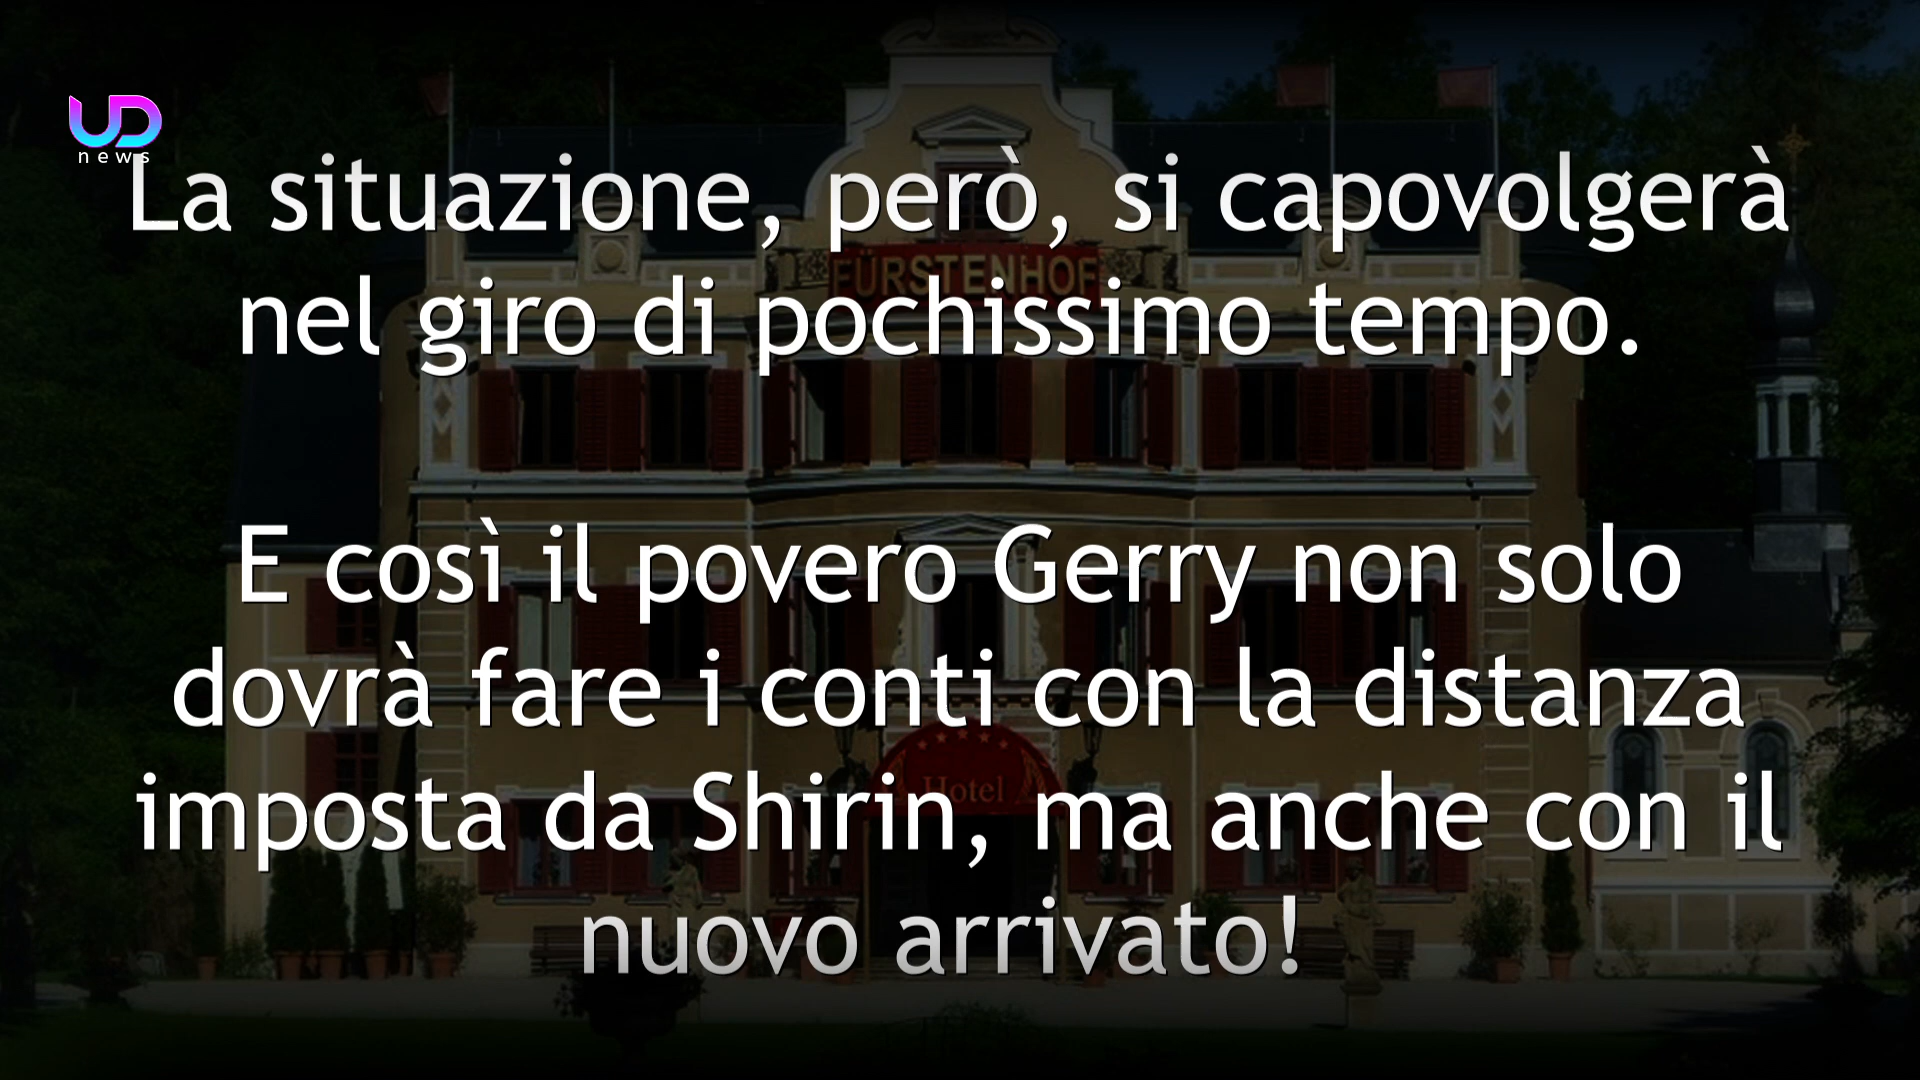 UD
news
La situazione, però, si capovolgerà
nel giro di pochissimo tempo.
FÜRSTENHOF
E così il povero Gerry non solo
dovrà fare i conti con la distanza
imposta da Shirin, ma anche con il
Hotel
nuovo arrivato!